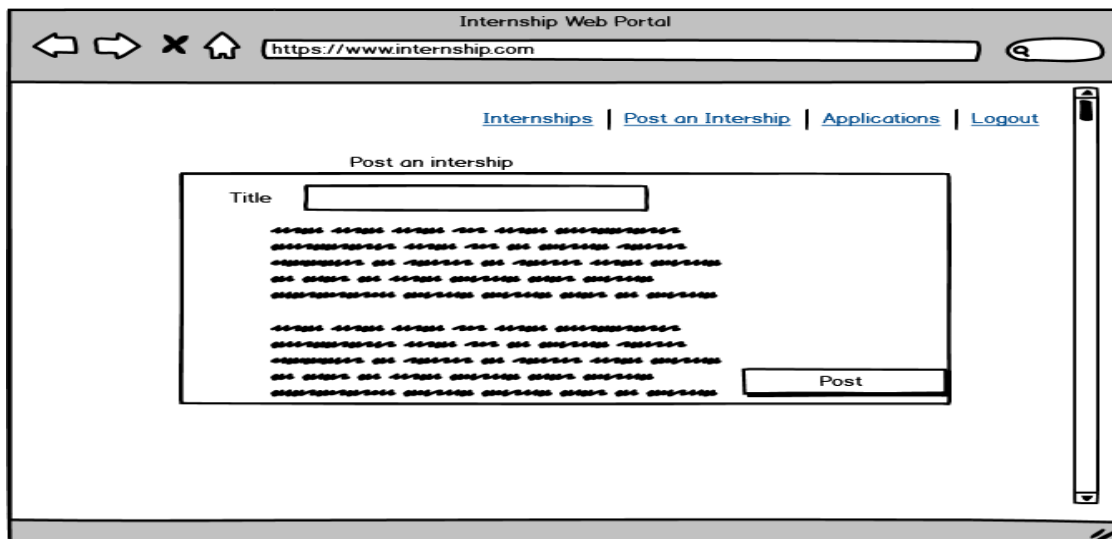 Internship Web Portal
https://www.internship.com
Internships | Post an Intership | Applications | Logout
Post an intership
Title
Post